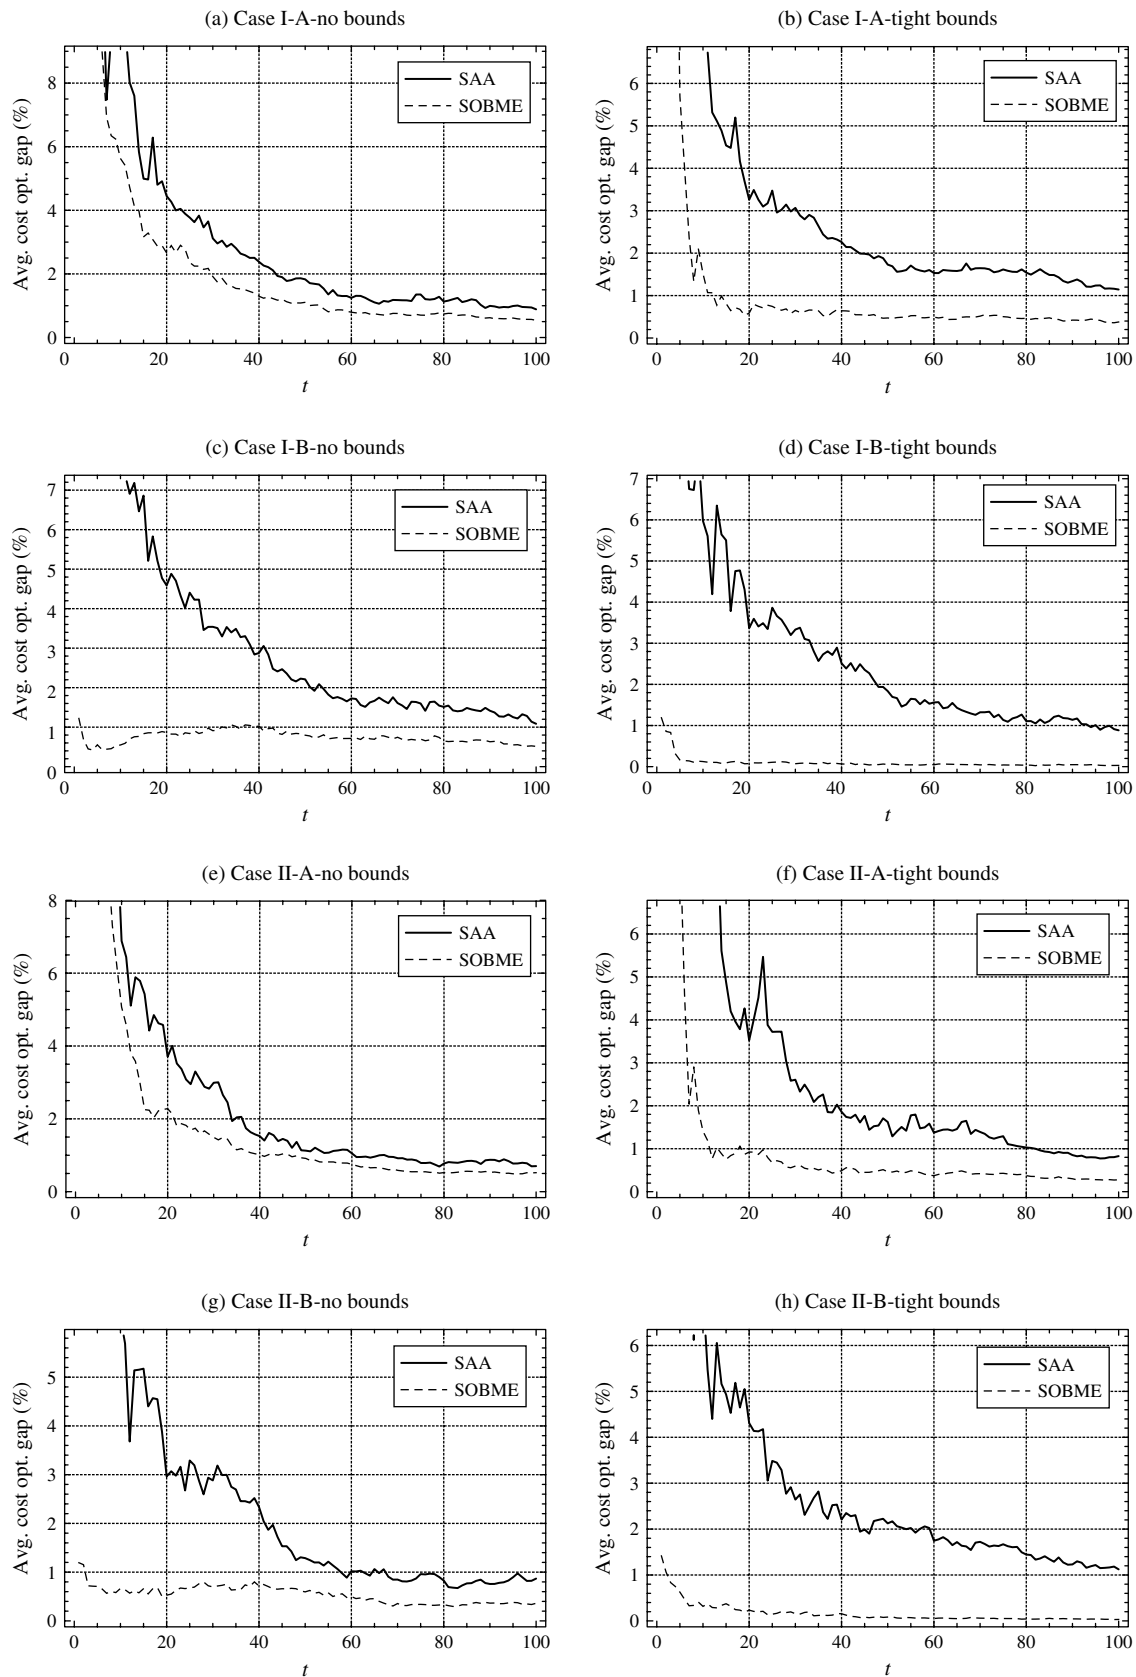 (a) Case I-A-no bounds
Avg. cost opt. gap (%)
8
6
4
2
0
SAA
SOBME
0 20 40 60 80 100
t
(b) Case I-A-tight bounds
Avg. cost opt. gap (%)
6
5
4
3
2
1
0
SAA
SOBME
0 20 40 60 80 100
t
(c) Case I-B-no bounds
Avg. cost opt. gap (%)
7
6
5
4
3
2
1
0
SAA
SOBME
0 20 40 60 80 100
t
(d) Case I-B-tight bounds
Avg. cost opt. gap (%)
7
6
5
4
3
2
1
0
SAA
SOBME
0 20 40 60 80 100
t
(e) Case II-A-no bounds
Avg. cost opt. gap (%)
8
6
4
2
0
SAA
SOBME
0 20 40 60 80 100
t
(f) Case II-A-tight bounds
Avg. cost opt. gap (%)
6
5
4
3
2
1
0
SAA
SOBME
0 20 40 60 80 100
t
(g) Case II-B-no bounds
Avg. cost opt. gap (%)
5
4
3
2
1
0
SAA
SOBME
0 20 40 60 80 100
t
(h) Case II-B-tight bounds
Avg. cost opt. gap (%)
6
5
4
3
2
1
0
SAA
SOBME
0 20 40 60 80 100
t